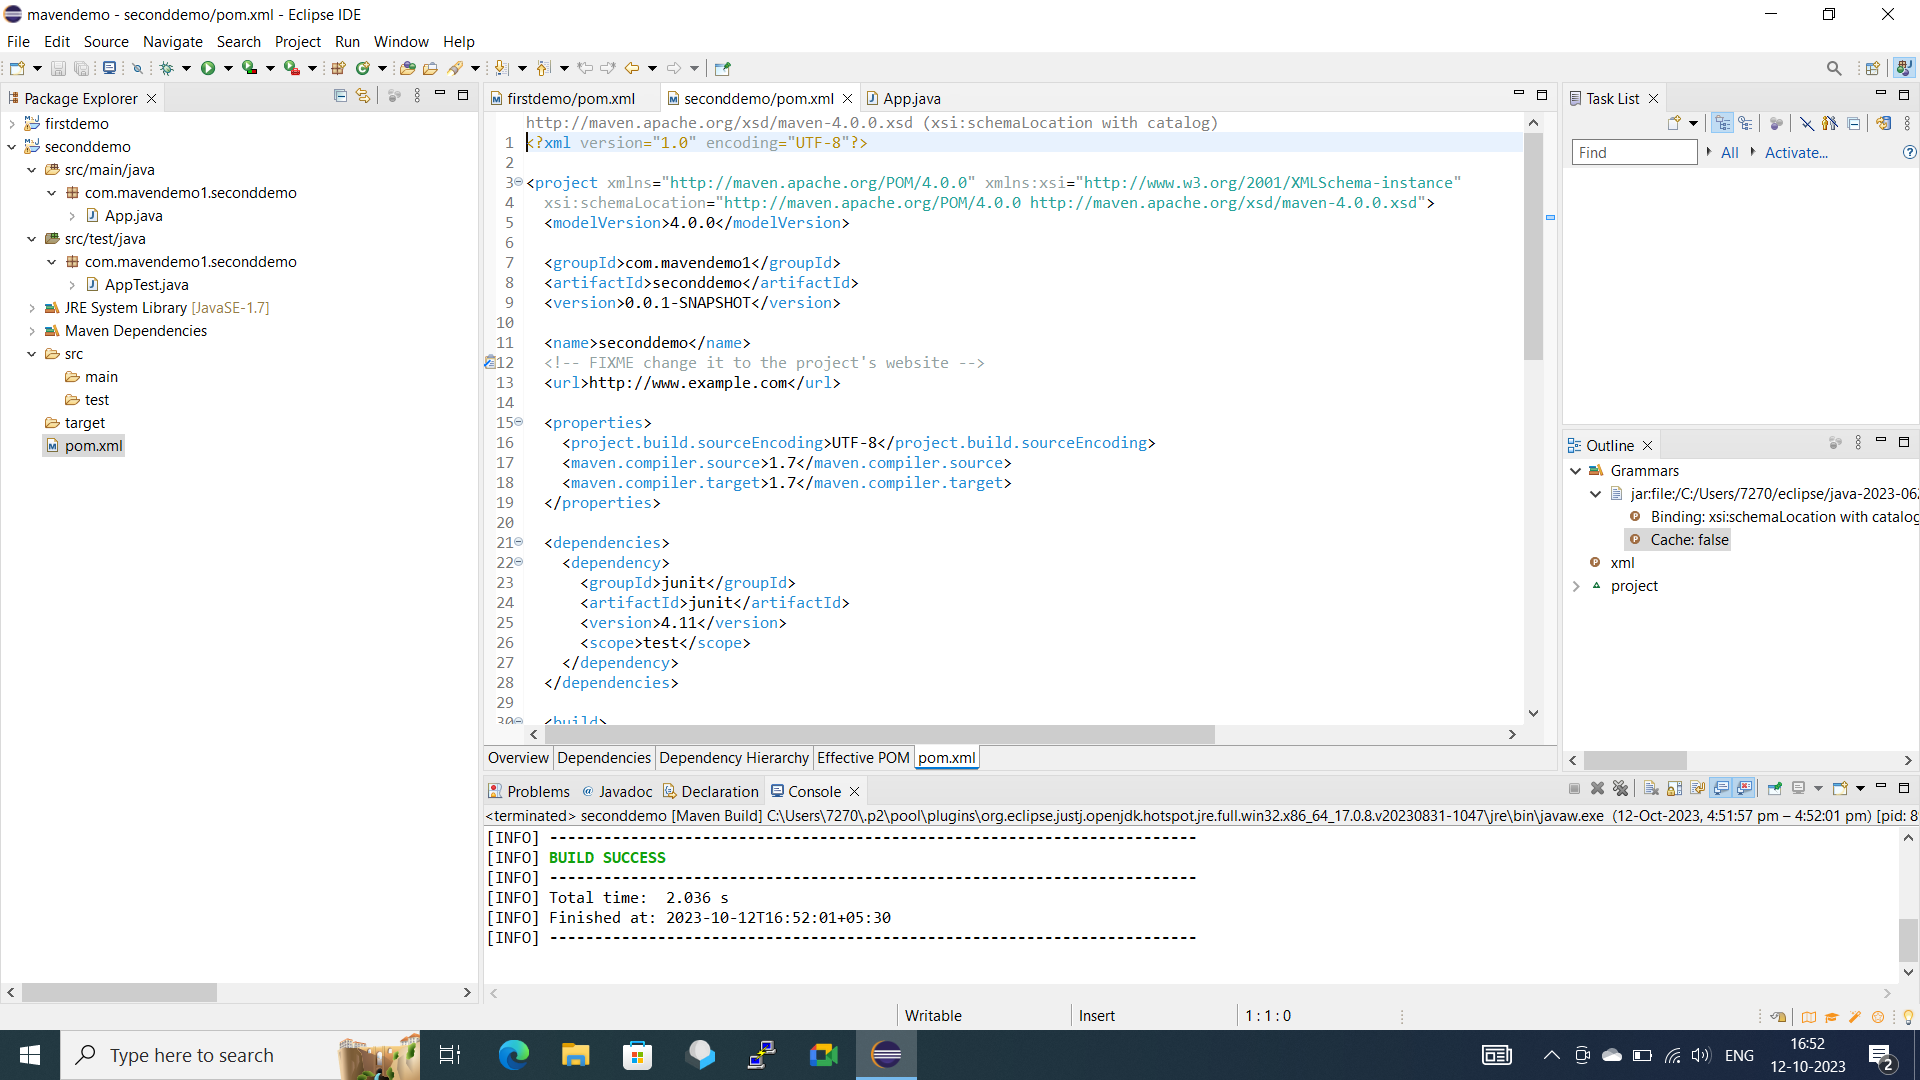 mavendemo - seconddemo/pom.xml - Eclipse IDE
File Edit Source Navigate Search Project Run Window Help
Package Explorer
firstdemo
seconddemo
src/main/java
com.mavendemo1.seconddemo
App.java
src/test/java
com.mavendemo1.seconddemo
AppTest.java
JRE System Library [JavaSE-1.7]
Maven Dependencies
src
main
test
target
pom.xml
firstdemo/pom.xml seconddemo/pom.xml App.java
http://maven.apache.org/xsd/maven-4.0.0.xsd (xsi:schemaLocation with catalog)
1 <?xml version="1.0" encoding="UTF-8"?>
2
3 <project xmlns="http://maven.apache.org/POM/4.0.0" xmlns:xsi="http://www.w3.org/2001/XMLSchema-instance"
4 xsi:schemaLocation="http://maven.apache.org/POM/4.0.0 http://maven.apache.org/xsd/maven-4.0.0.xsd">
5 <modelVersion>4.0.0</modelVersion>
6
7 <groupId>com.mavendemo1</groupId>
8 <artifactId>seconddemo</artifactId>
9 <version>0.0.1-SNAPSHOT</version>
10
11 <name>seconddemo</name>
12 <!-- FIXME change it to the project's website -->
13 <url>http://www.example.com</url>
14
15 <properties>
16 <project.build.sourceEncoding>UTF-8</project.build.sourceEncoding>
17 <maven.compiler.source>1.7</maven.compiler.source>
18 <maven.compiler.target>1.7</maven.compiler.target>
19 </properties>
20
21 <dependencies>
22 <dependency>
23 <groupId>junit</groupId>
24 <artifactId>junit</artifactId>
25 <version>4.11</version>
26 <scope>test</scope>
27 </dependency>
28 </dependencies>
29
30 <build>
Overview Dependencies Dependency Hierarchy Effective POM pom.xml
Task List
Find All Activate...
Outline
Grammars
jar:file:/C:/Users/7270/eclipse/java-2023-06
Binding: xsi:schemaLocation with catalog
Cache: false
xml
project
Problems Javadoc Declaration Console
<terminated> seconddemo [Maven Build] C:\Users\7270\.p2\pool\plugins\org.eclipse.justj.openjdk.hotspot.jre.full.win32.x86_64_17.0.8.v20230831-1047\jre\bin\javaw.exe (12-Oct-2023, 4:51:57 pm – 4:52:01 pm) [pid: 8
[INFO] ------------------------------------------------------------------------
[INFO] BUILD SUCCESS
[INFO] ------------------------------------------------------------------------
[INFO] Total time:  2.036 s
[INFO] Finished at: 2023-10-12T16:52:01+05:30
[INFO] ------------------------------------------------------------------------
Writable Insert 1 : 1 : 0
Type here to search
ENG
16:52
12-10-2023
2